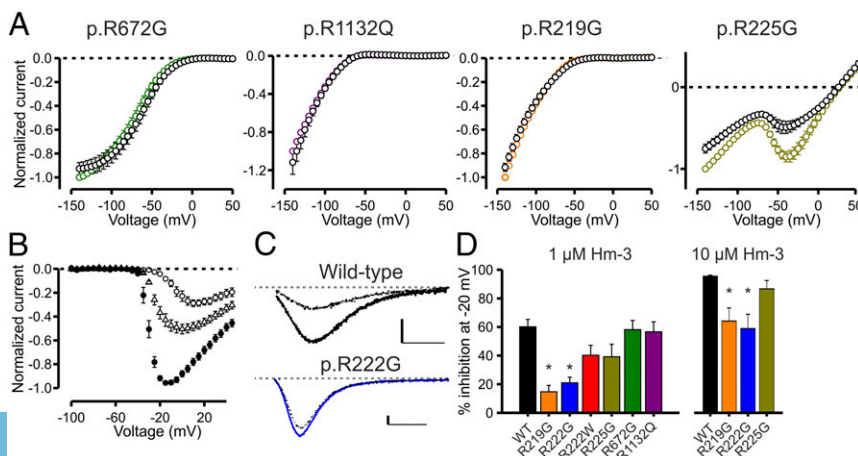 A
p.R672G
p.R1132Q
p.R219G
p.R225G
Normalized current
0.0
-0.2
-0.4
-0.6
-0.8
-1.0
-150
-100
-50
0
50
Voltage (mV)
0.0
-0.4
-0.8
-1.2
-150
-100
-50
0
50
Voltage (mV)
0.0
-0.2
-0.4
-0.6
-0.8
-1.0
-150
-100
-50
0
50
Voltage (mV)
0
-1
-150
-100
-50
0
50
Voltage (mV)
B
Normalized current
0.0
-0.2
-0.4
-0.6
-0.8
-1.0
-100
-60
-20
20
Voltage (mV)
C
Wild-type
p.R222G
D
1 µM Hm-3
10 µM Hm-3
% inhibition at -20 mV
100
80
60
40
20
0
* *
* *
WT
R219G
R222G
R222W
R225G
R672G
R1132Q
WT
R219G
R222G
R225G